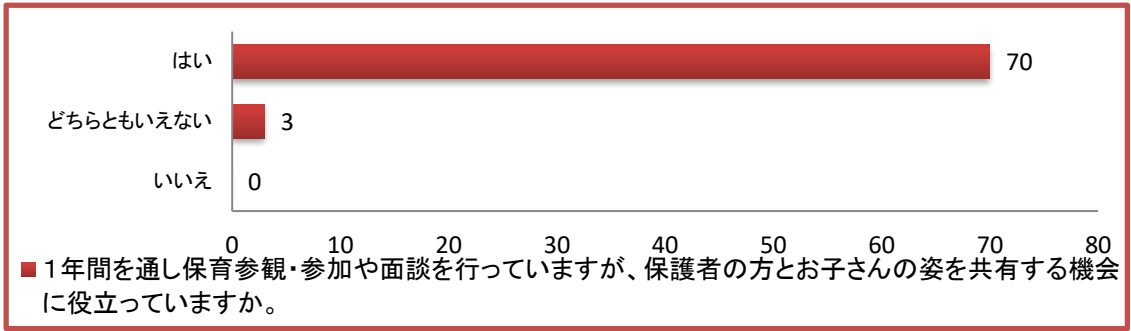 はい 70
どちらともいえない 3
いいえ 0
0 10 20 30 40 50 60 70 80
１年間を通し保育参観・参加や面談を行っていますが、保護者の方とお子さんの姿を共有する機会
に役立っていますか。